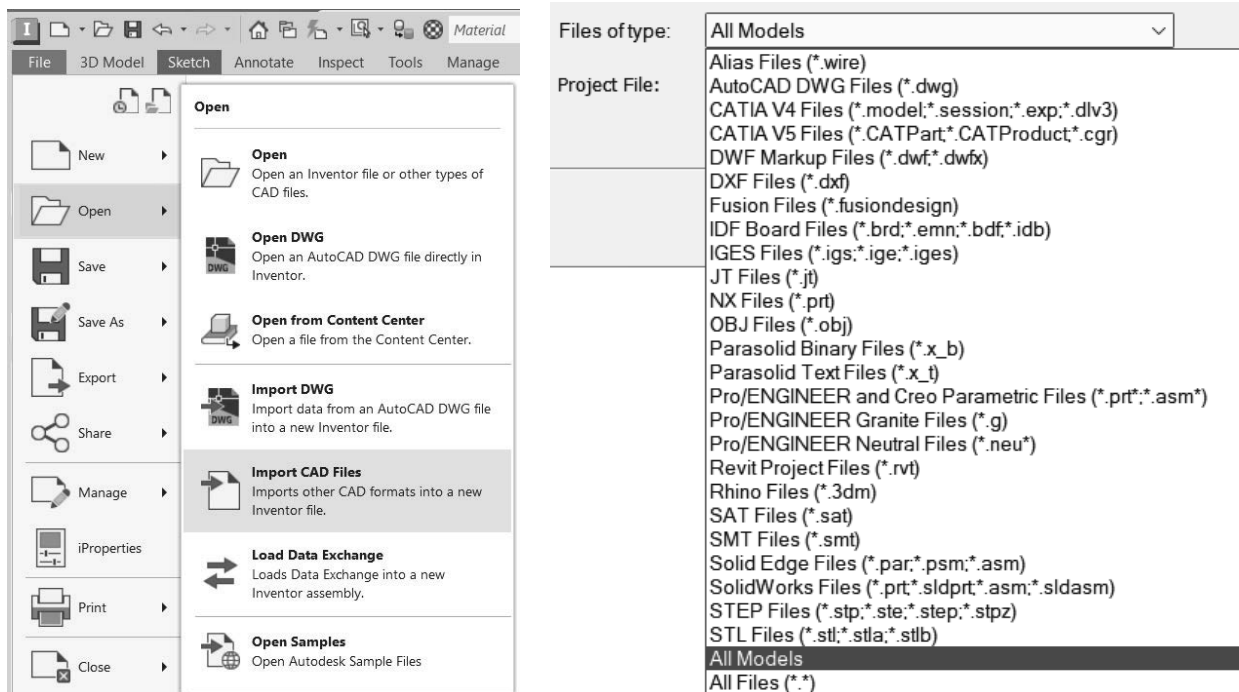 I
Material
File 3D Model Sketch Annotate Inspect Tools Manage
Open
New
Open
Save
Save As
Export
Share
Manage
iProperties
Print
Close
Open
Open an Inventor file or other types of
CAD files.
DWG
Open DWG
Open an AutoCAD DWG file directly in
Inventor.
Open from Content Center
Open a file from the Content Center.
DWG
Import DWG
Import data from an AutoCAD DWG file
into a new Inventor file.
Import CAD Files
Imports other CAD formats into a new
Inventor file.
Load Data Exchange
Loads Data Exchange into a new
Inventor assembly.
Open Samples
Open Autodesk Sample Files
Files of type: All Models
Project File:
Alias Files (*.wire)
AutoCAD DWG Files (*.dwg)
CATIA V4 Files (*.model;*.session;*.exp;*.dlv3)
CATIA V5 Files (*.CATPart;*.CATProduct;*.cgr)
DWF Markup Files (*.dwf;*.dwfx)
DXF Files (*.dxf)
Fusion Files (*.fusiondesign)
IDF Board Files (*.brd;*.emn;*.bdf;*.idb)
IGES Files (*.igs;*.ige;*.iges)
JT Files (*.jt)
NX Files (*.prt)
OBJ Files (*.obj)
Parasolid Binary Files (*.x_b)
Parasolid Text Files (*.x_t)
Pro/ENGINEER and Creo Parametric Files (*.prt*;*.asm*)
Pro/ENGINEER Granite Files (*.g)
Pro/ENGINEER Neutral Files (*.neu*)
Revit Project Files (*.rvt)
Rhino Files (*.3dm)
SAT Files (*.sat)
SMT Files (*.smt)
Solid Edge Files (*.par;*.psm;*.asm)
SolidWorks Files (*.prt;*.sldprt;*.asm;*.sldasm)
STEP Files (*.stp;*.ste;*.step;*.stpz)
STL Files (*.stl;*.stla;*.stlb)
All Models
All Files (*.*)